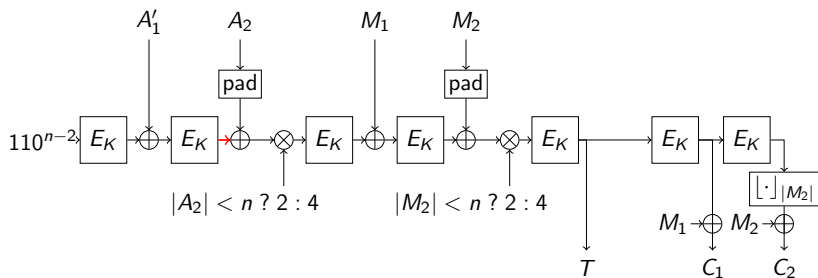 A′₁ A₂ M₁ M₂
pad pad
110ⁿ⁻² E_K E_K E_K E_K E_K E_K E_K
|A₂| < n ? 2 : 4 |M₂| < n ? 2 : 4 ⌊·⌋|M₂|
M₁ M₂
T C₁ C₂